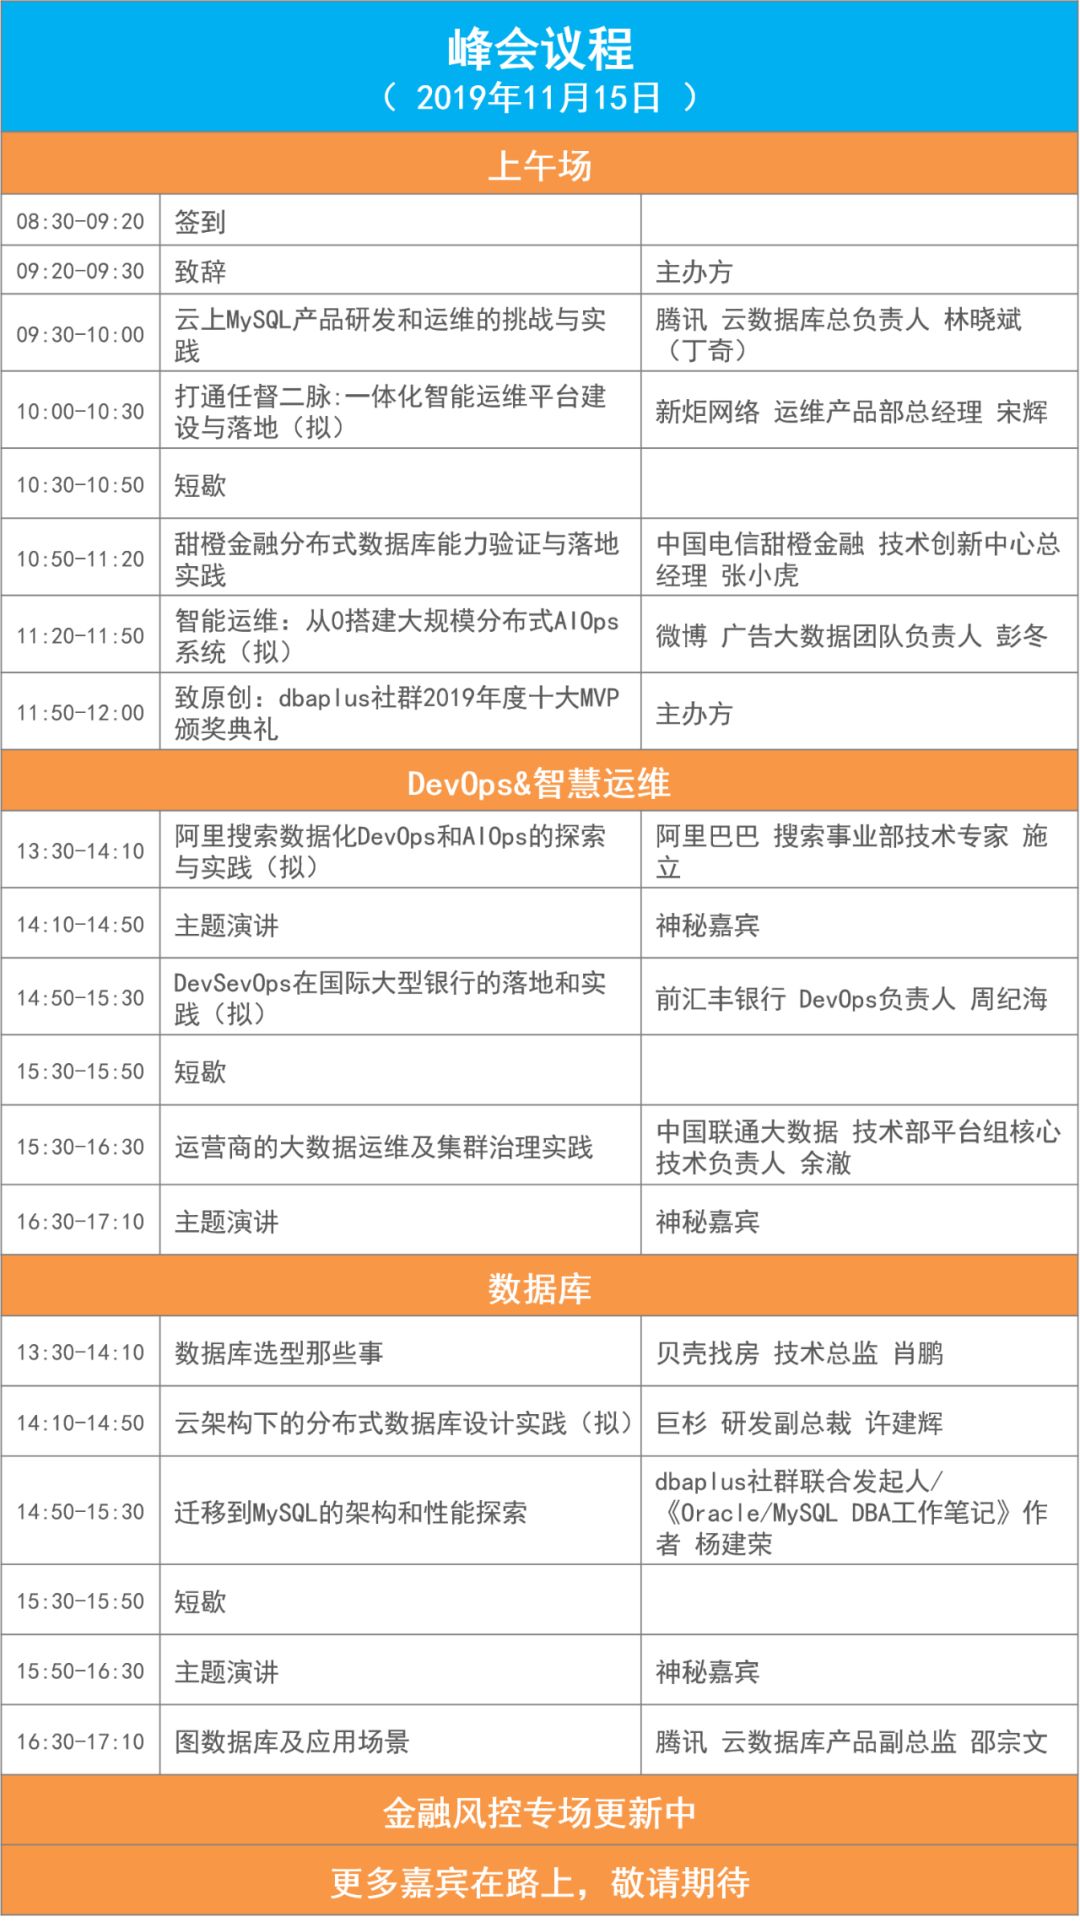 峰会议程
（ 2019年11月15日 ）
上午场
08:30-09:20 签到
09:20-09:30 致辞 主办方
09:30-10:00
云上MySQL产品研发和运维的挑战与实
践
腾讯 云数据库总负责人 林晓斌
（丁奇）
10:00-10:30
打通任督二脉:一体化智能运维平台建
设与落地（拟）
新炬网络 运维产品部总经理 宋辉
10:30-10:50 短歇
10:50-11:20
甜橙金融分布式数据库能力验证与落地
实践
中国电信甜橙金融 技术创新中心总
经理 张小虎
11:20-11:50
智能运维：从0搭建大规模分布式AIOps
系统（拟）
微博 广告大数据团队负责人 彭冬
11:50-12:00
致原创：dbaplus社群2019年度十大MVP
颁奖典礼
主办方
DevOps&智慧运维
13:30-14:10
阿里搜索数据化DevOps和AIOps的探索
与实践（拟）
阿里巴巴 搜索事业部技术专家 施
立
14:10-14:50 主题演讲 神秘嘉宾
14:50-15:30
DevSevOps在国际大型银行的落地和实
践（拟）
前汇丰银行 DevOps负责人 周纪海
15:30-15:50 短歇
15:30-16:30
运营商的大数据运维及集群治理实践
中国联通大数据 技术部平台组核心
技术负责人 余澈
16:30-17:10 主题演讲 神秘嘉宾
数据库
13:30-14:10 数据库选型那些事 贝壳找房 技术总监 肖鹏
14:10-14:50 云架构下的分布式数据库设计实践（拟） 巨杉 研发副总裁 许建辉
14:50-15:30
迁移到MySQL的架构和性能探索
dbaplus社群联合发起人/
《Oracle/MySQL DBA工作笔记》作
者 杨建荣
15:30-15:50 短歇
15:50-16:30 主题演讲 神秘嘉宾
16:30-17:10 图数据库及应用场景 腾讯 云数据库产品副总监 邵宗文
金融风控专场更新中
更多嘉宾在路上，敬请期待